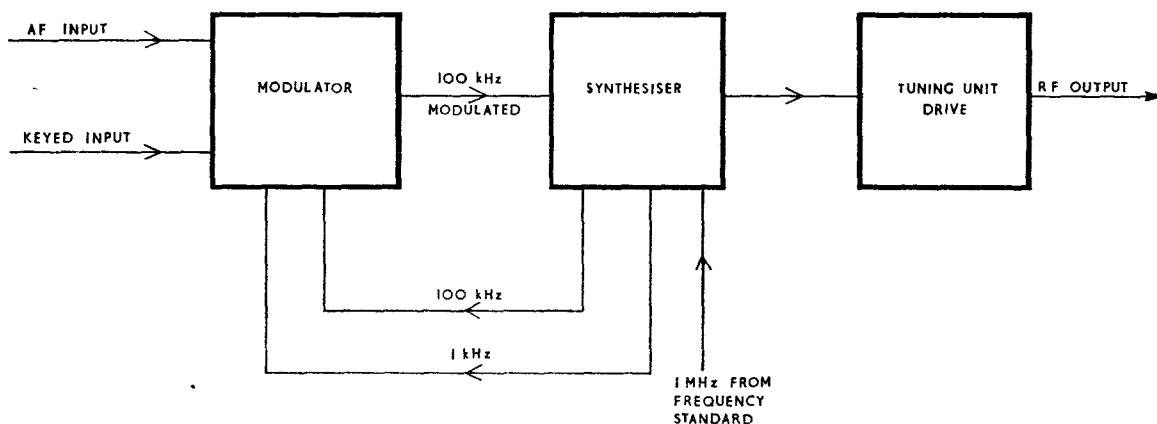 AF INPUT
KEYED INPUT
MODULATOR
100 kHz
MODULATED
SYNTHESISER
TUNING UNIT
DRIVE
RF OUTPUT
100 kHz
1 kHz
1 MHz FROM
FREQUENCY
STANDARD